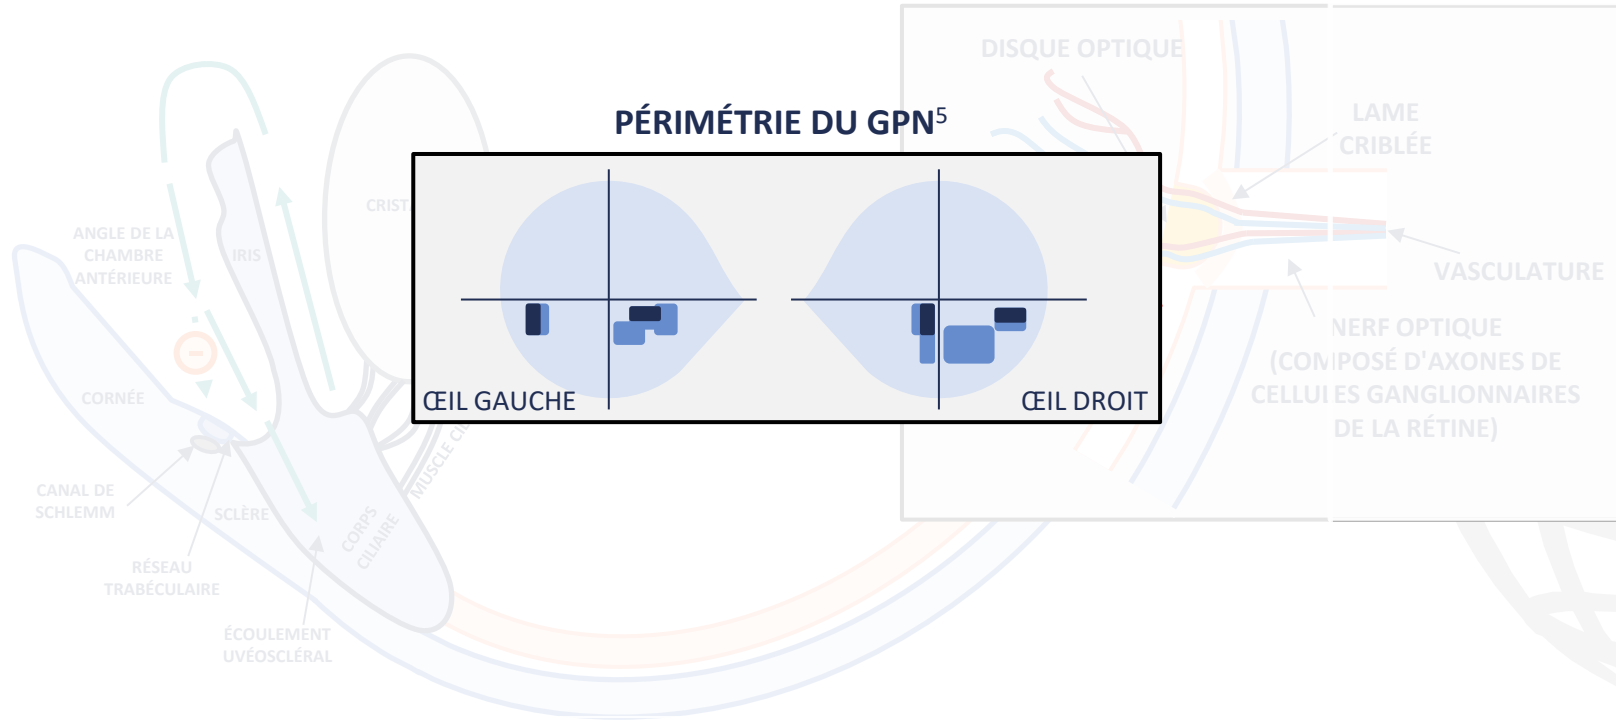 DISQUE OPTIQUE
PÉRIMÉTRIE DU GPN5
LAME
CRIBLÉE
ŒIL GAUCHE
ŒIL DROIT
ANGLE DE LA
CHAMBRE
ANTÉRIEURE
IRIS
CORNÉE
CANAL DE
SCHLEMM
SCLÈRE
CORPS
CILIAIRE
RÉSEAU
TRABÉCULAIRE
ÉCOULEMENT
UVÉOSCLÉRAL
VASCULATURE
NERF OPTIQUE
(COMPOSÉ D'AXONES DE
CELLULES GANGLIONNAIRES
DE LA RÉTINE)
MUSCLE